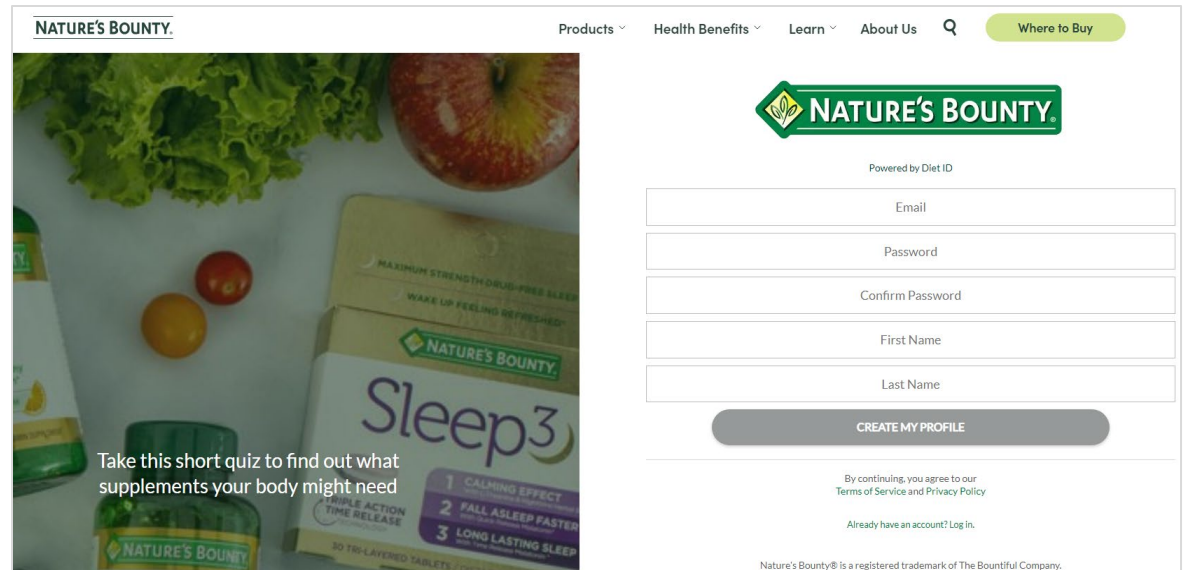 NATURE'S BOUNTY®
Products
Health Benefits
Learn
About Us
Where to Buy
MAXIMUM STRENGTH DRUG-FREE SLEEP
WAKE UP FEELING REFRESHED*
NATURE'S BOUNTY®
Sleep3
1 CALMING EFFECT
2 FALL ASLEEP FASTER
3 LONG LASTING SLEEP
TRIPLE ACTION
TIME RELEASE
TECHNOLOGY
30 TRI-LAYERED TABLETS
NATURE'S BOUNTY
Take this short quiz to find out what
supplements your body might need
NATURE'S BOUNTY®
Powered by Diet ID
Email
Password
Confirm Password
First Name
Last Name
CREATE MY PROFILE
By continuing, you agree to our
Terms of Service and Privacy Policy
Already have an account? Log in.
Nature's Bounty® is a registered trademark of The Bountiful Company.